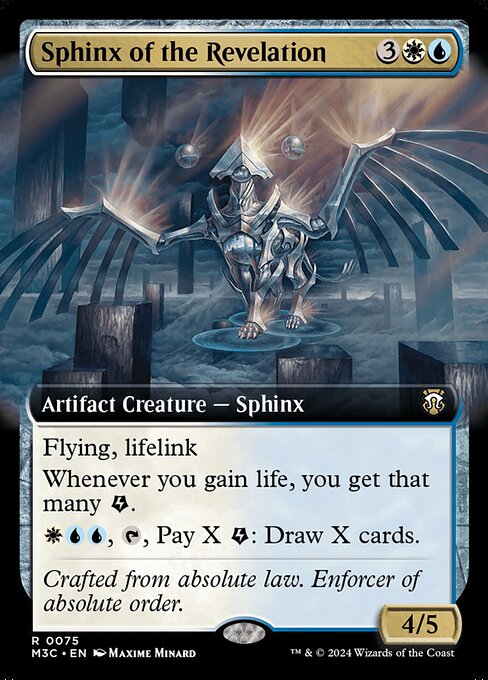 Sphinx of the Revelation 3
Artifact Creature — Sphinx
Flying, lifelink
Whenever you gain life, you get that
many .
, , Pay X : Draw X cards.
Crafted from absolute law. Enforcer of
absolute order.
4/5
R 0075
M3C • EN MAXIME MINARD
™ & © 2024 Wizards of the Coast